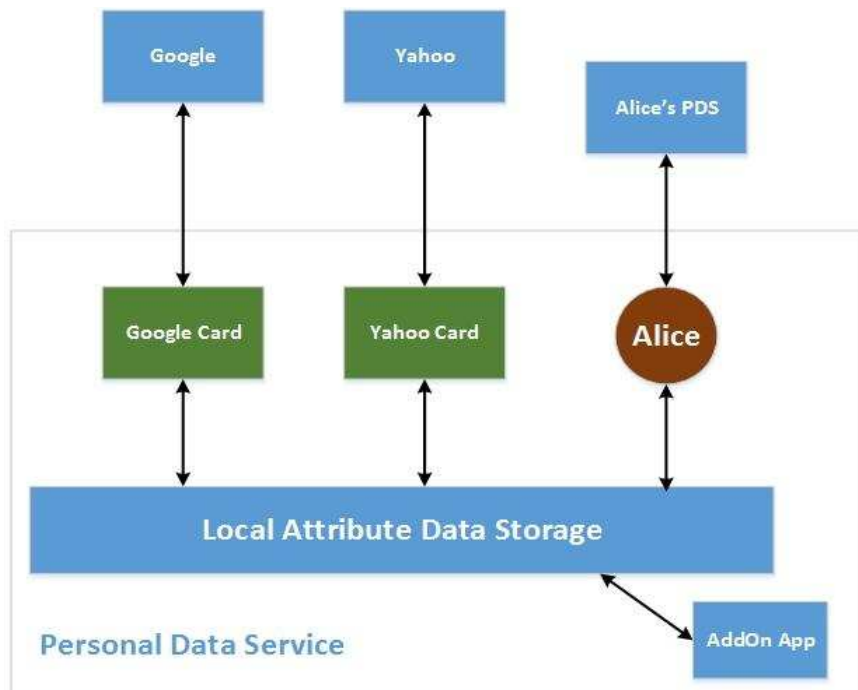 Google
Yahoo
Alice's PDS
Google Card
Yahoo Card
Alice
Local Attribute Data Storage
AddOn App
Personal Data Service